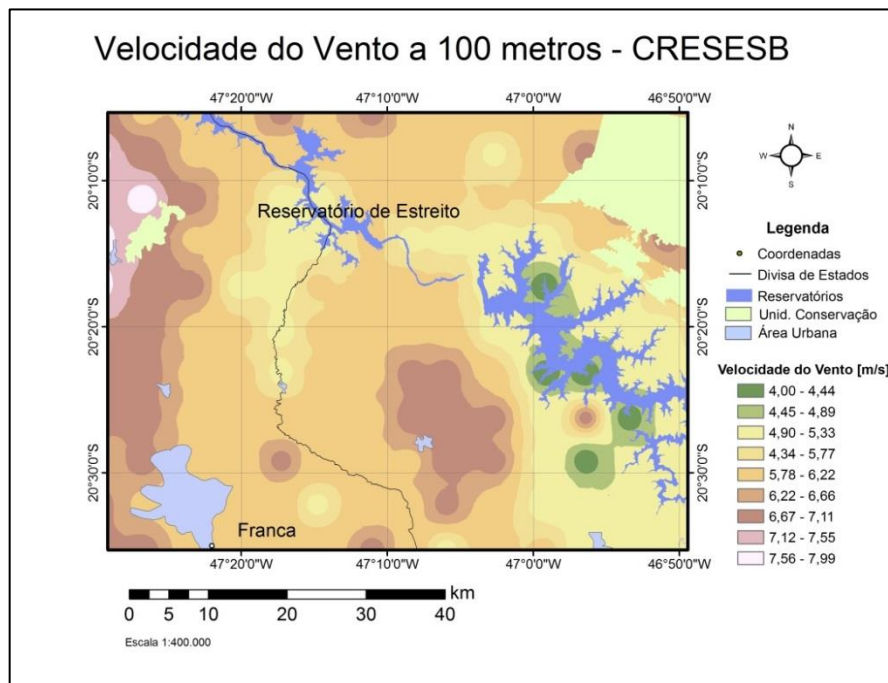 Velocidade do Vento a 100 metros - CRESESB
47°20'0"W
47°10'0"W
47°0'0"W
46°50'0"W
20°10'0"S
20°20'0"S
20°30'0"S
Reservatório de Estreito
Franca
20°10'0"S
20°20'0"S
20°30'0"S
47°20'0"W
47°10'0"W
47°0'0"W
46°50'0"W
km
0 5 10 20 30 40
Escala 1:400.000
N
W E
S
Legenda
Coordenadas
Divisa de Estados
Reservatórios
Unid. Conservação
Área Urbana
Velocidade do Vento [m/s]
4,00 - 4,44
4,45 - 4,89
4,90 - 5,33
4,34 - 5,77
5,78 - 6,22
6,22 - 6,66
6,67 - 7,11
7,12 - 7,55
7,56 - 7,99